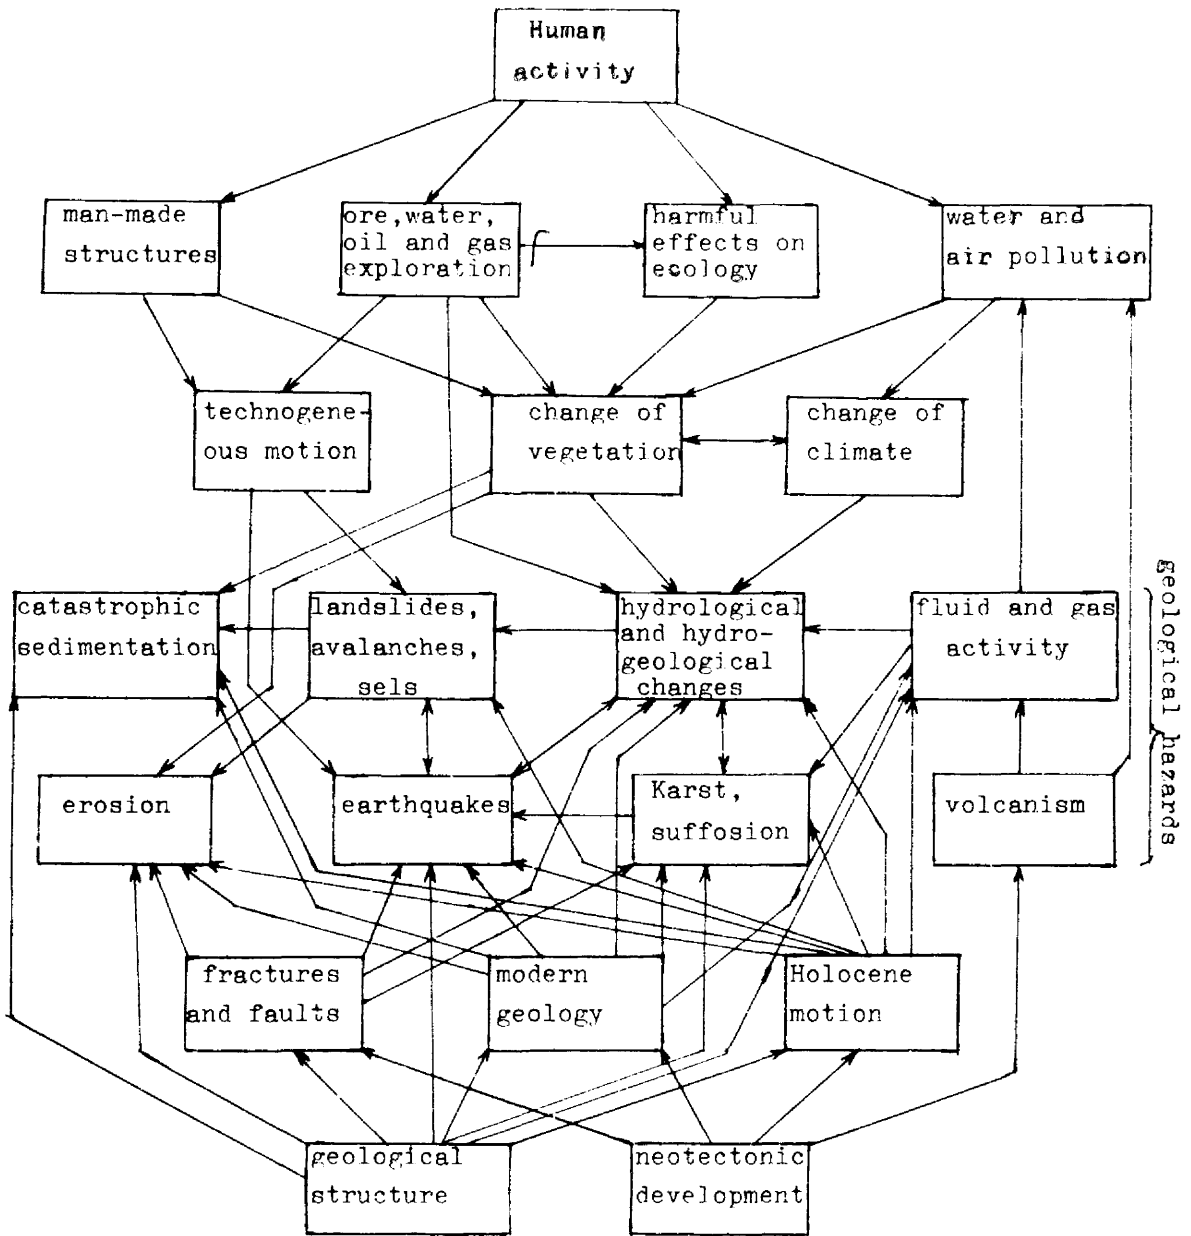 Human
activity
man-made
structures
ore,water,
oil and gas
exploration
harmful
effects on
ecology
water and
air pollution
technogene-
ous motion
change of
vegetation
change of
climate
catastrophic
sedimentation
landslides,
avalanches,
sels
hydrological
and hydro-
geological
changes
fluid and gas
activity
geological hazards
erosion
earthquakes
Karst,
suffosion
volcanism
fractures
and faults
modern
geology
Holocene
motion
geological
structure
neotectonic
development